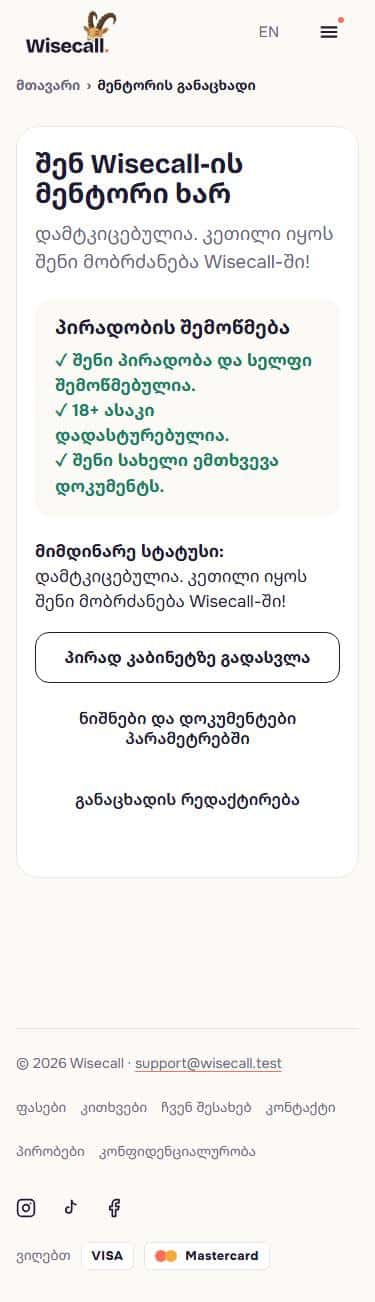 Wisecall.
EN
მთავარი › მენტორის განაცხადი
შენ Wisecall-ის
მენტორი ხარ
დამტკიცებულია. კეთილი იყოს
შენი მობრძანება Wisecall-ში!
პირადობის შემოწმება
✓ შენი პირადობა და სელფი
შემოწმებულია.
✓ 18+ ასაკი
დადასტურებულია.
✓ შენი სახელი ემთხვევა
დოკუმენტს.
მიმდინარე სტატუსი:
დამტკიცებულია. კეთილი იყოს
შენი მობრძანება Wisecall-ში!
პირად კაბინეტზე გადასვლა
ნიშნები და დოკუმენტები
პარამეტრებში
განაცხადის რედაქტირება
© 2026 Wisecall · support@wisecall.test
ფასები კითხვები ჩვენ შესახებ კონტაქტი
პირობები კონფიდენციალურობა
ვიღებთ VISA Mastercard